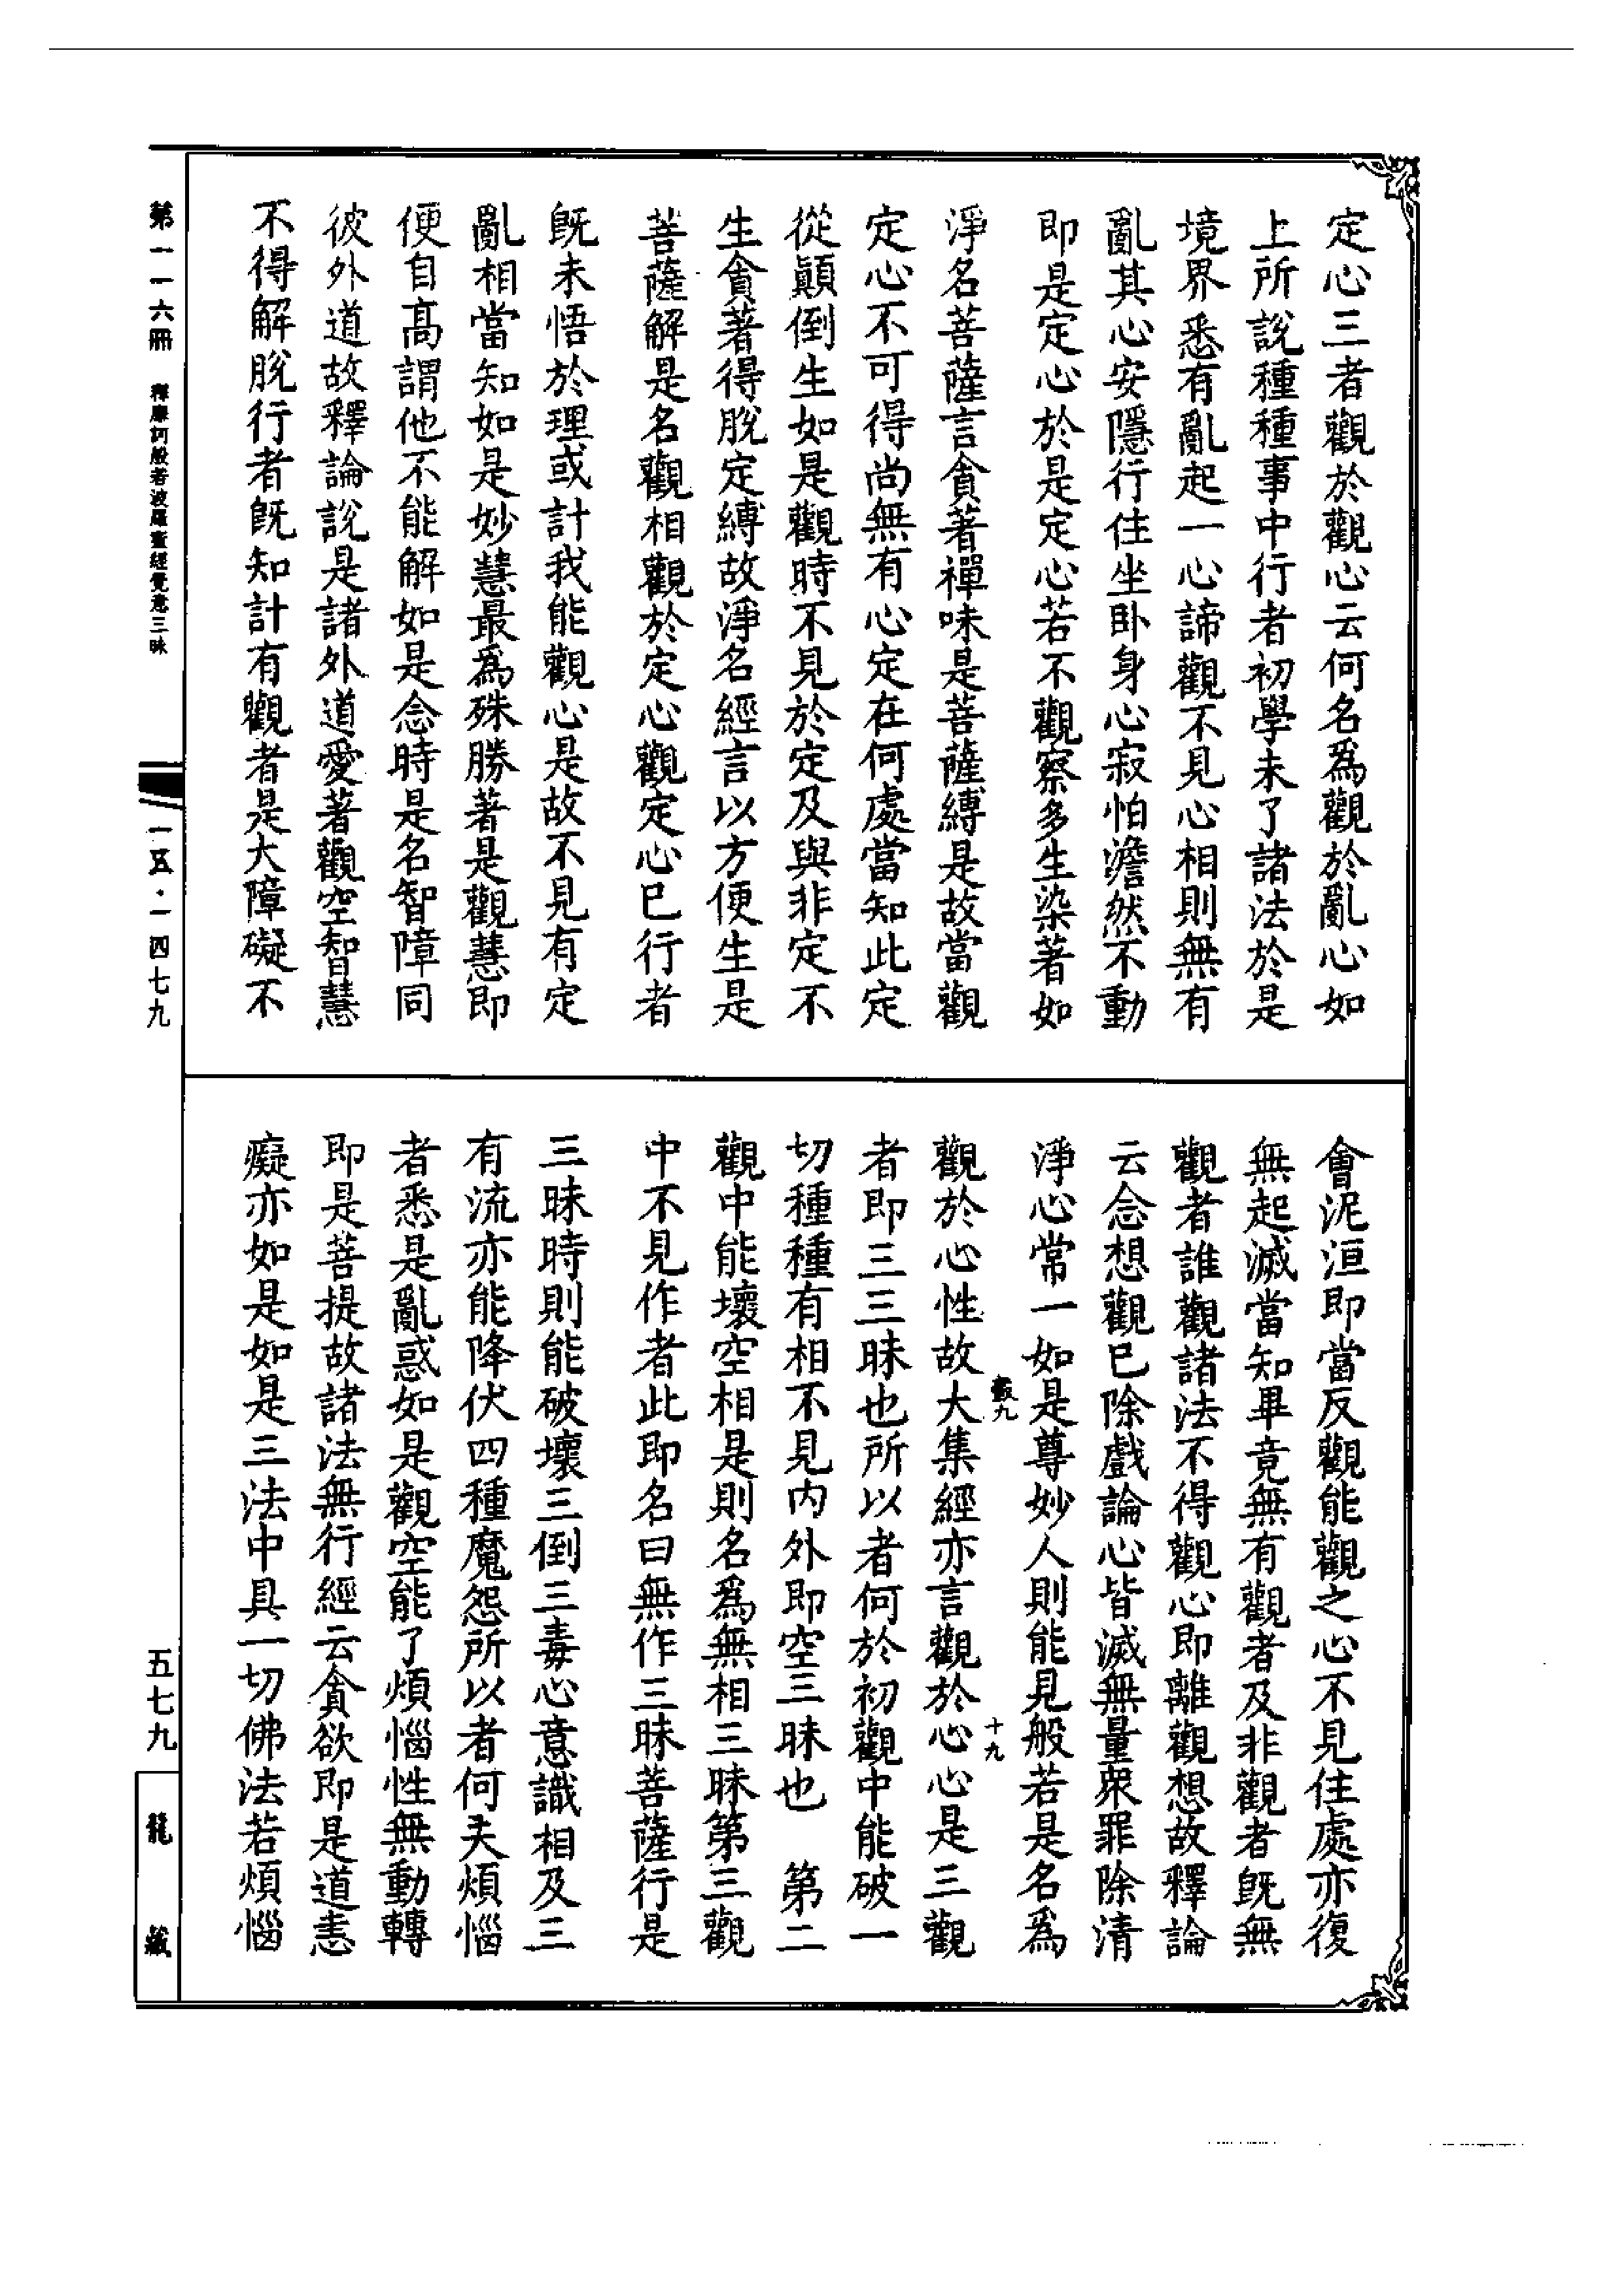 定心三者觀於觀心云何名爲觀於亂心如
上所說種種事中行者初學未了諸法於是
境界悉有亂起一心諦觀不見心相則無有
亂其心安隱行住坐卧身心寂怕澹然不動
即是定心於是定心若不觀察多生染著如
淨名菩薩言貪著禪味是菩薩縛是故當觀
定心不可得尚無有心定在何處當知此定
從顛倒生如是觀時不見於定及與非定不
生貪著得脫定縛故淨名經言以方便生是
菩薩解是名觀相觀於定心觀定心已行者
旣未悟於理或計我能觀心是故不見有定
亂相當知如是妙慧最爲殊勝著是觀慧即
便自高謂他不能解如是念時是名智障同
彼外道故釋論說是諸外道愛著觀空智慧
不得解脫行者旣知計有觀者是大障礙不
會泥洹即當反觀能觀之心不見住處亦復
無起滅當知畢竟無有觀者及非觀者旣無
觀者誰觀諸法不得觀心即離觀想故釋論
云念想觀已除戲論心皆滅無量衆罪除清
淨心常一如是尊妙人則能見般若是名爲
觀於心性故大集經亦言觀於心心是三觀
者即三三昧也所以者何於初觀中能破一
切種種有相不見内外即空三昧也　第二
觀中能壞空相是則名爲無相三昧第三觀
中不見作者此即名曰無作三昧菩薩行是
三昧時則能破壞三倒三毒心意識相及三
有流亦能降伏四種魔怨所以者何夫煩惱
者悉是亂惑如是觀空能了煩惱性無動轉
即是菩提故諸法無行經云貪欲即是道恚
癡亦如是如是三法中具一切佛法若煩惱
十九
第一一六冊　釋摩訶般若波羅蜜經覺意三昧
一五·一四七九
五七九
龍藏